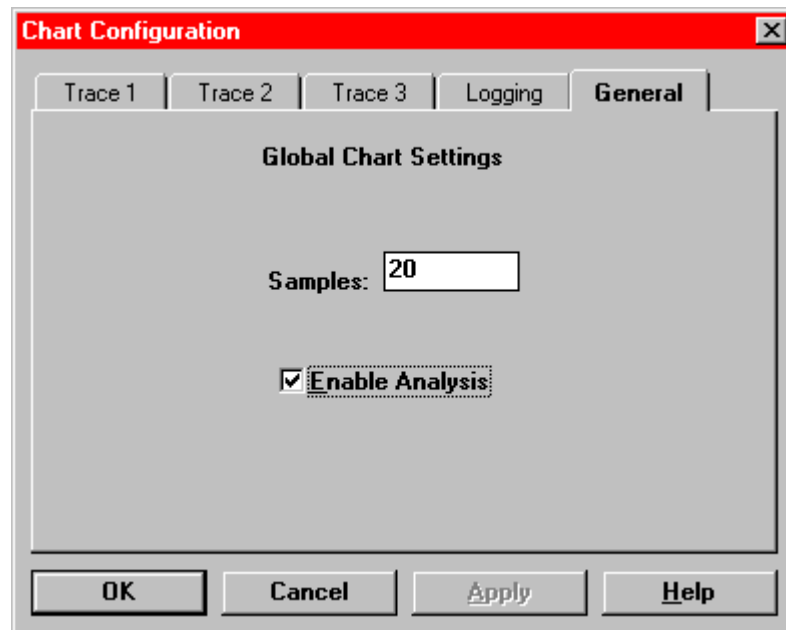 Chart Configuration
Trace 1 Trace 2 Trace 3 Logging General
Global Chart Settings
Samples: 20
Enable Analysis
OK Cancel Apply Help